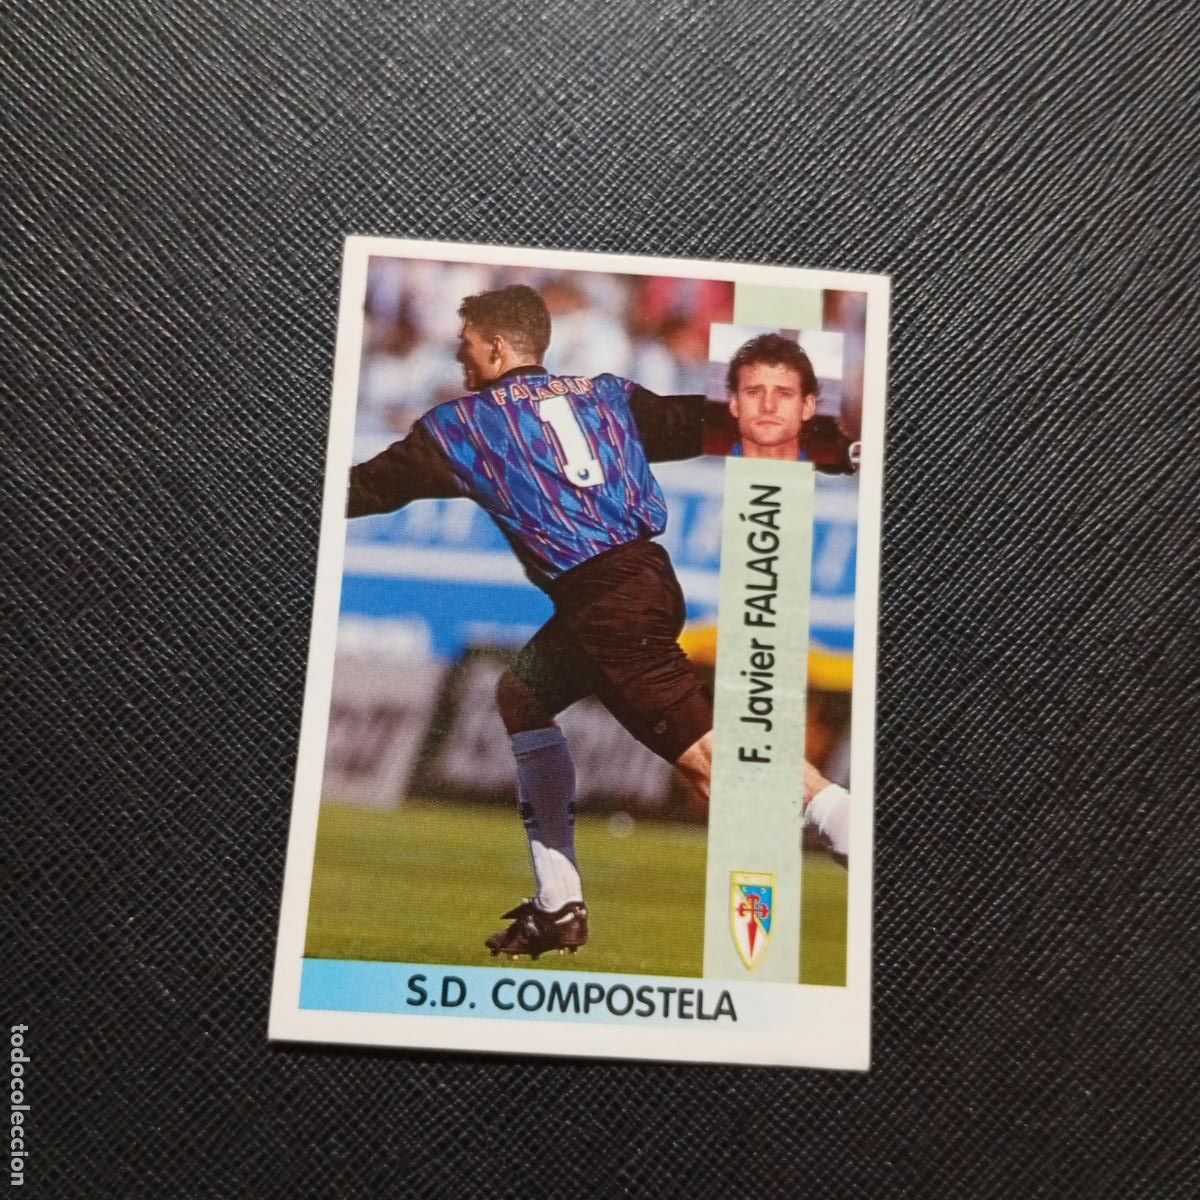 FALAGÁN
1
F. Javier FALAGÁN
S.D. COMPOSTELA
todocoleccion